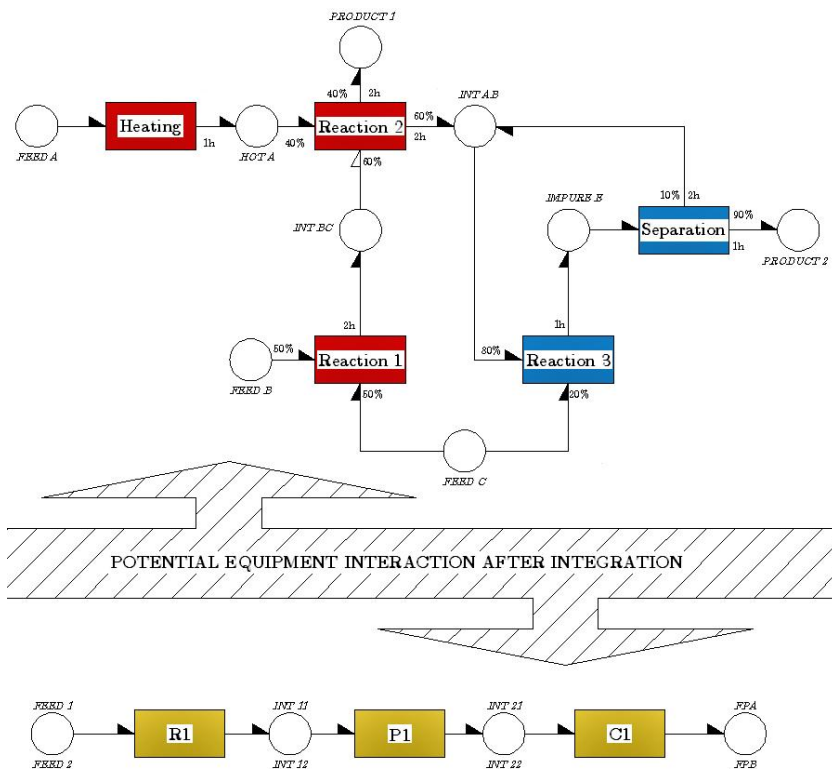 PRODUCT 1
40%
2h
FEED A
Heating
1h
HOT A
40%
Reaction 2
60%
2h
INT AB
60%
INT BC
2h
50%
FEED B
Reaction 1
50%
IMPURE E
10%
2h
Separation
90%
1h
PRODUCT 2
1h
80%
Reaction 3
20%
FEED C
POTENTIAL EQUIPMENT INTERACTION AFTER INTEGRATION
FEED 1
FEED 2
R1
INT 11
INT 12
P1
INT 21
INT 22
C1
FPA
FPB